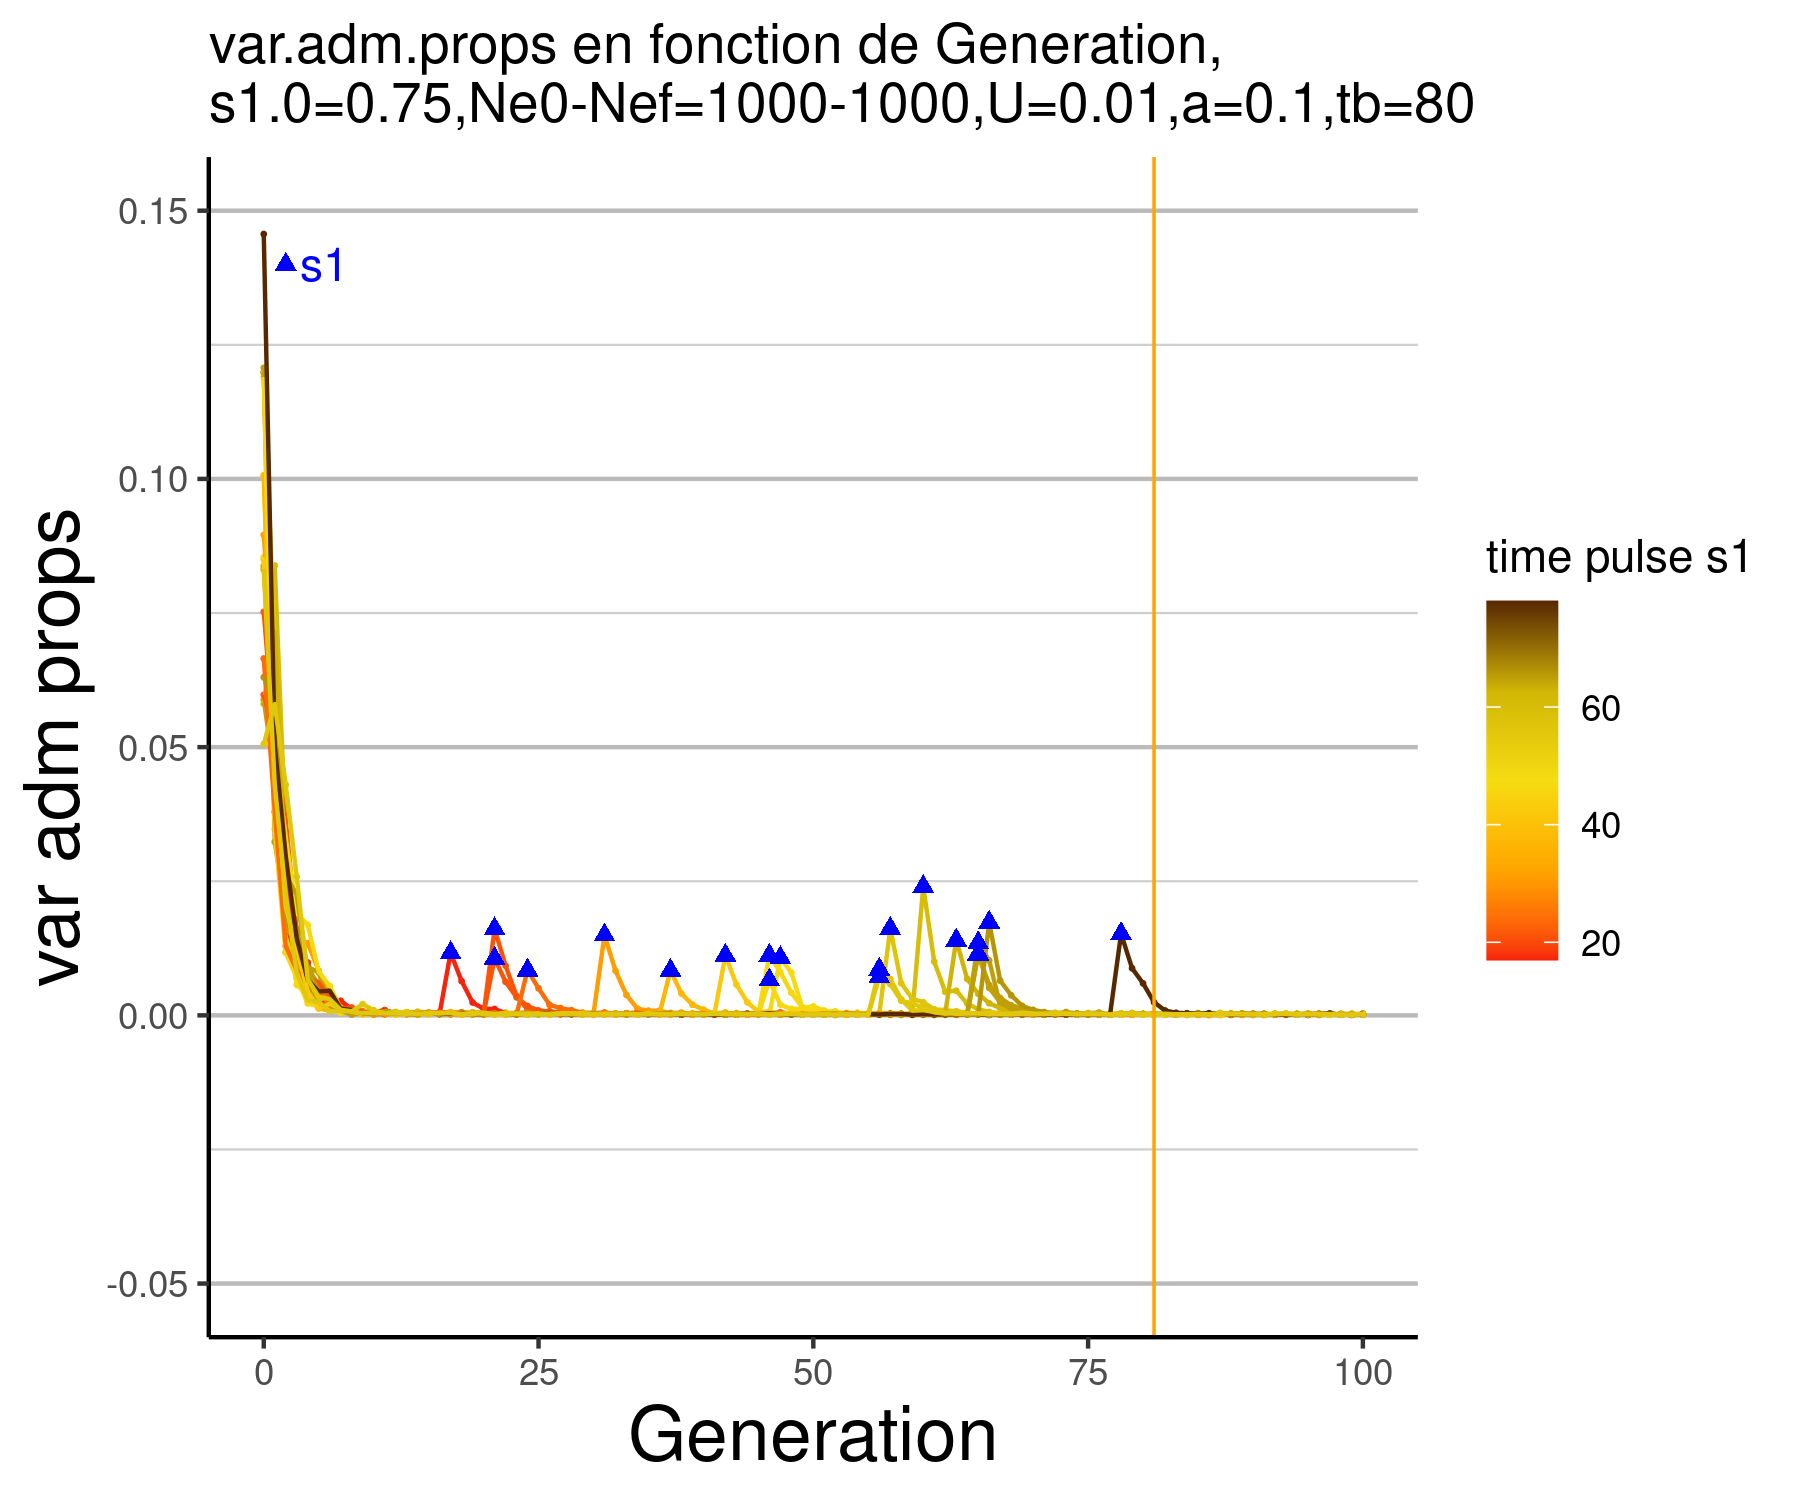 var.adm.props en fonction de Generation,
s1.0=0.75,Ne0-Nef=1000-1000,U=0.01,a=0.1,tb=80
var adm props
0.15
0.10
0.05
0.00
-0.05
s1
0
25
50
75
100
Generation
time pulse s1
60
40
20